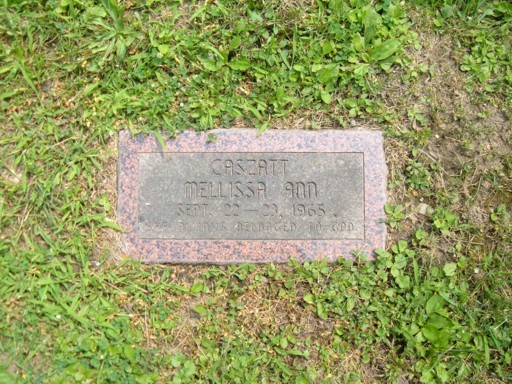 CASZATT
MELLISSA ANN
SEPT. 22 — 23, 1965
BELONGED TO GOD